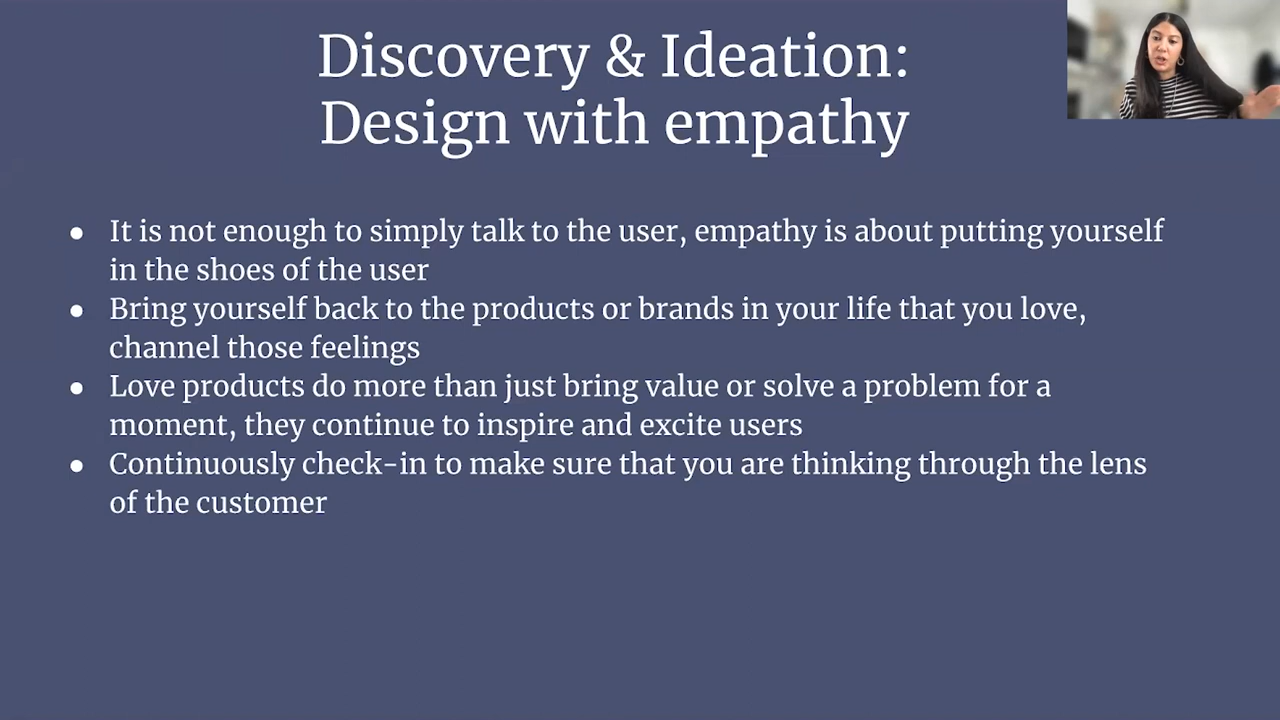 Discovery & Ideation:
Design with empathy
● It is not enough to simply talk to the user, empathy is about putting yourself
in the shoes of the user
● Bring yourself back to the products or brands in your life that you love,
channel those feelings
● Love products do more than just bring value or solve a problem for a
moment, they continue to inspire and excite users
● Continuously check-in to make sure that you are thinking through the lens
of the customer